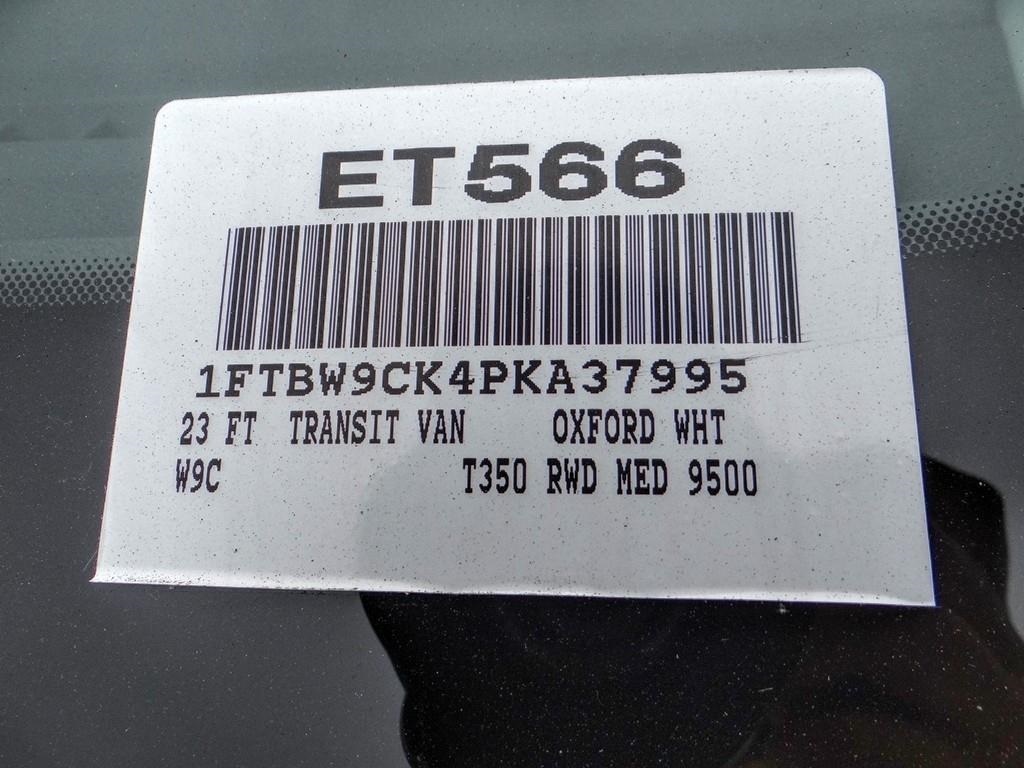 ET566
1FTBW9CK4PKA37995
23 FT TRANSIT VAN OXFORD WHT
W9C T350 RWD MED 9500